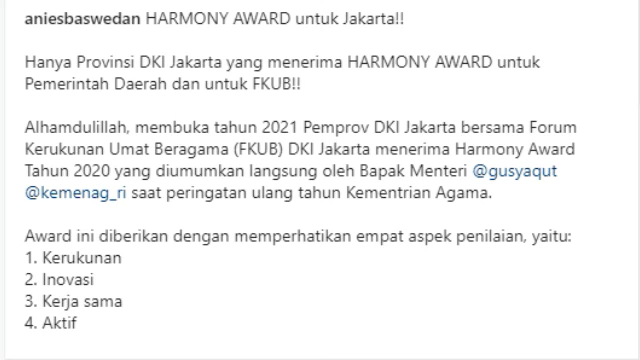 aniesbaswedan HARMONY AWARD untuk Jakarta!!
Hanya Provinsi DKI Jakarta yang menerima HARMONY AWARD untuk
Pemerintah Daerah dan untuk FKUB!!
Alhamdulillah, membuka tahun 2021 Pemprov DKI Jakarta bersama Forum
Kerukunan Umat Beragama (FKUB) DKI Jakarta menerima Harmony Award
Tahun 2020 yang diumumkan langsung oleh Bapak Menteri @gusyaqut
@kemenag_ri saat peringatan ulang tahun Kementrian Agama.
Award ini diberikan dengan memperhatikan empat aspek penilaian, yaitu:
1. Kerukunan
2. Inovasi
3. Kerja sama
4. Aktif